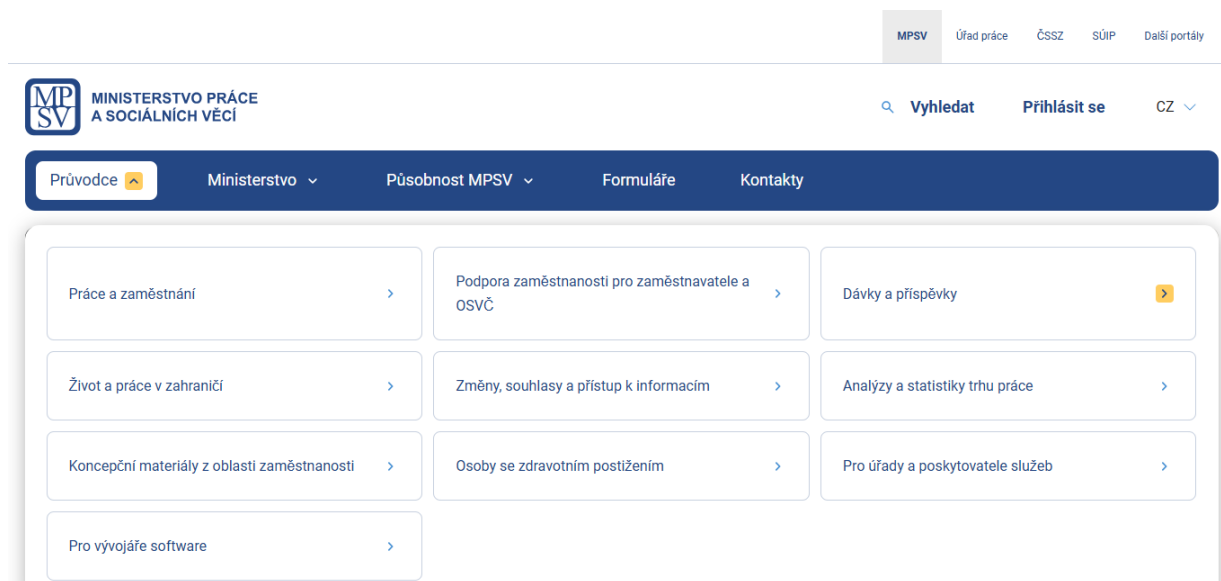 MPSV Úřad práce ČSSZ SÚIP Další portály
MP
SV
MINISTERSTVO PRÁCE
A SOCIÁLNÍCH VĚCÍ
Vyhledat Přihlásit se CZ
Průvodce Ministerstvo Působnost MPSV Formuláře Kontakty
Práce a zaměstnání
Podpora zaměstnanosti pro zaměstnavatele a
OSVČ
Dávky a příspěvky
Život a práce v zahraničí
Změny, souhlasy a přístup k informacím
Analýzy a statistiky trhu práce
Koncepční materiály z oblasti zaměstnanosti
Osoby se zdravotním postižením
Pro úřady a poskytovatele služeb
Pro vývojáře software